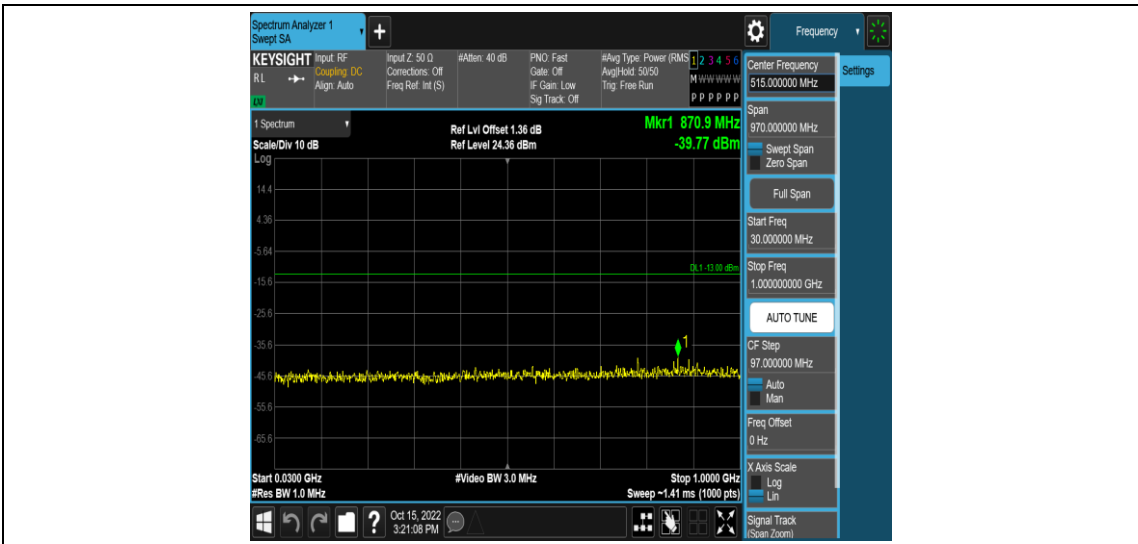 Spectrum Analyzer 1
Swept SA
+
Frequency
KEYSIGHT
R L
LXI
Input: RF
Coupling: DC
Align: Auto
Input Z: 50 Ω
Corrections: Off
Freq Ref: Int (S)
#Atten: 40 dB
PNO: Fast
Gate: Off
IF Gain: Low
Sig Track: Off
#Avg Type: Power (RMS
Avg|Hold: 50/50
Trig: Free Run
1 2 3 4 5 6
M W W W W W
P P P P P P
1 Spectrum
Scale/Div 10 dB
Ref Lvl Offset 1.36 dB
Ref Level 24.36 dBm
Mkr1 870.9 MHz
-39.77 dBm
Log
14.4
4.36
-5.64
-15.6
-25.6
-35.6
-45.6
-55.6
-65.6
DL1 -13.00 dBm
1
Start 0.0300 GHz
#Res BW 1.0 MHz
#Video BW 3.0 MHz
Stop 1.0000 GHz
Sweep ~1.41 ms (1000 pts)
Center Frequency
515.000000 MHz
Settings
Span
970.000000 MHz
Swept Span
Zero Span
Full Span
Start Freq
30.000000 MHz
Stop Freq
1.000000000 GHz
AUTO TUNE
CF Step
97.000000 MHz
Auto
Man
Freq Offset
0 Hz
X Axis Scale
Log
Lin
Signal Track
(Span Zoom)
?
Oct 15, 2022
3:21:08 PM